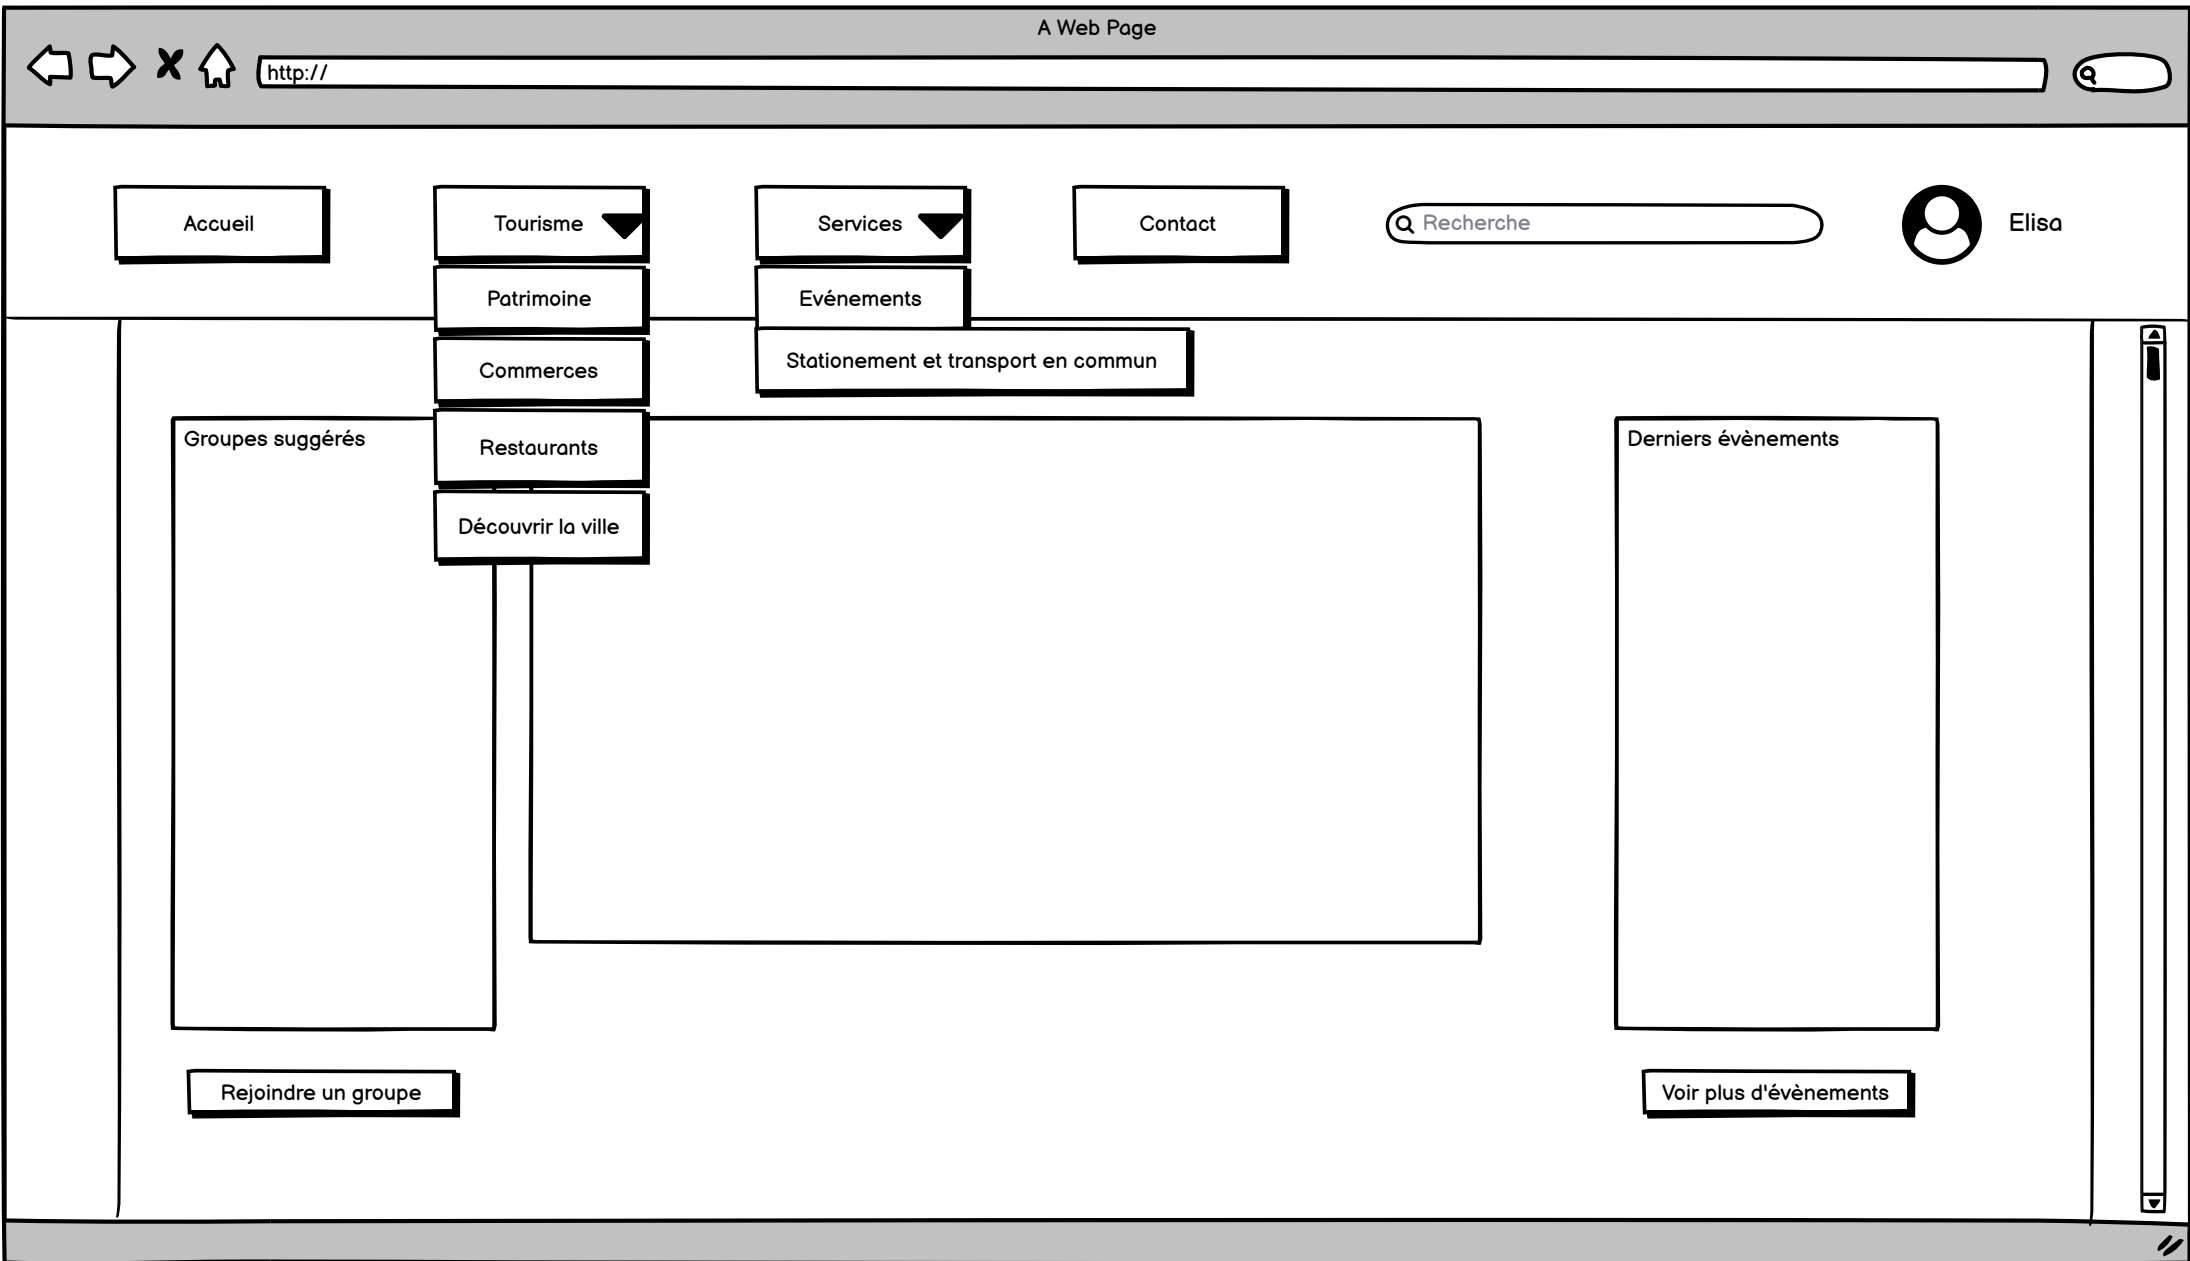 A Web Page
http://
Accueil
Tourisme
Services
Contact
Recherche
Elisa
Patrimoine
Commerces
Restaurants
Découvrir la ville
Evénements
Stationement et transport en commun
Groupes suggérés
Derniers évènements
Rejoindre un groupe
Voir plus d'évènements